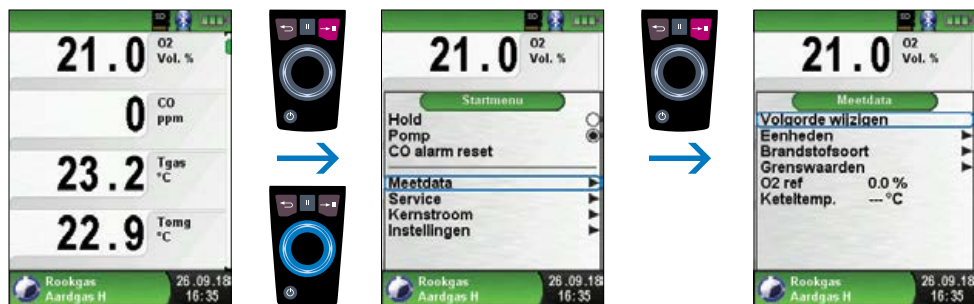 SD
21.0 O2 Vol. %
0 CO ppm
23.2 Tgas °C
22.9 Tomg °C
Rookgas 26.09.18
Aardgas H 16:35
SD
21.0 O2 Vol. %
Startmenu
Hold
Pomp
CO alarm reset
Meetdata
Service
Kernstroom
Instellingen
Rookgas 26.09.18
Aardgas H 16:35
SD
21.0 O2 Vol. %
Meetdata
Volgorde wijzigen
Eenheden
Brandstofsoort
Grenswaarden
O2 ref 0.0 %
Keteltemp. ---°C
Rookgas 26.09.18
Aardgas H 16:35